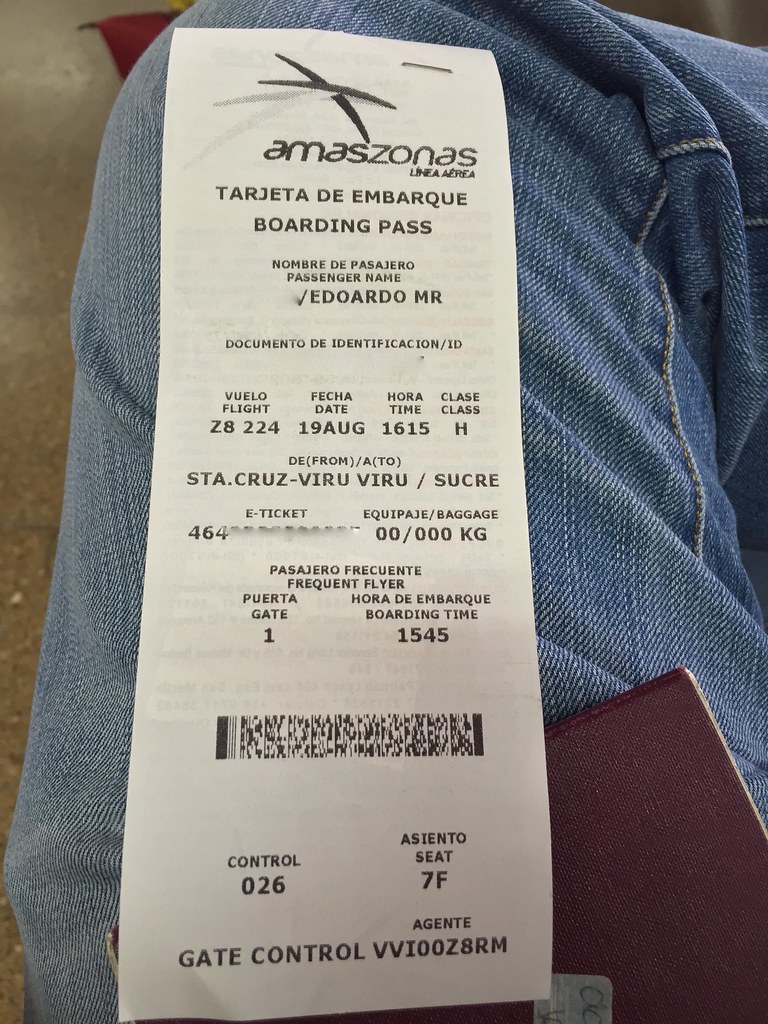 amaszonas
LÍNEA AÉREA
TARJETA DE EMBARQUE
BOARDING PASS
NOMBRE DE PASAJERO
PASSENGER NAME
/EDOARDO MR
DOCUMENTO DE IDENTIFICACION/ID
VUELO FECHA HORA CLASE
FLIGHT DATE TIME CLASS
Z8 224 19AUG 1615 H
DE(FROM)/A(TO)
STA.CRUZ-VIRU VIRU / SUCRE
E-TICKET EQUIPAJE/BAGGAGE
464 00/000 KG
PASAJERO FRECUENTE
FREQUENT FLYER
PUERTA HORA DE EMBARQUE
GATE BOARDING TIME
1 1545
ASIENTO
CONTROL SEAT
026 7F
AGENTE
GATE CONTROL VVI00Z8RM